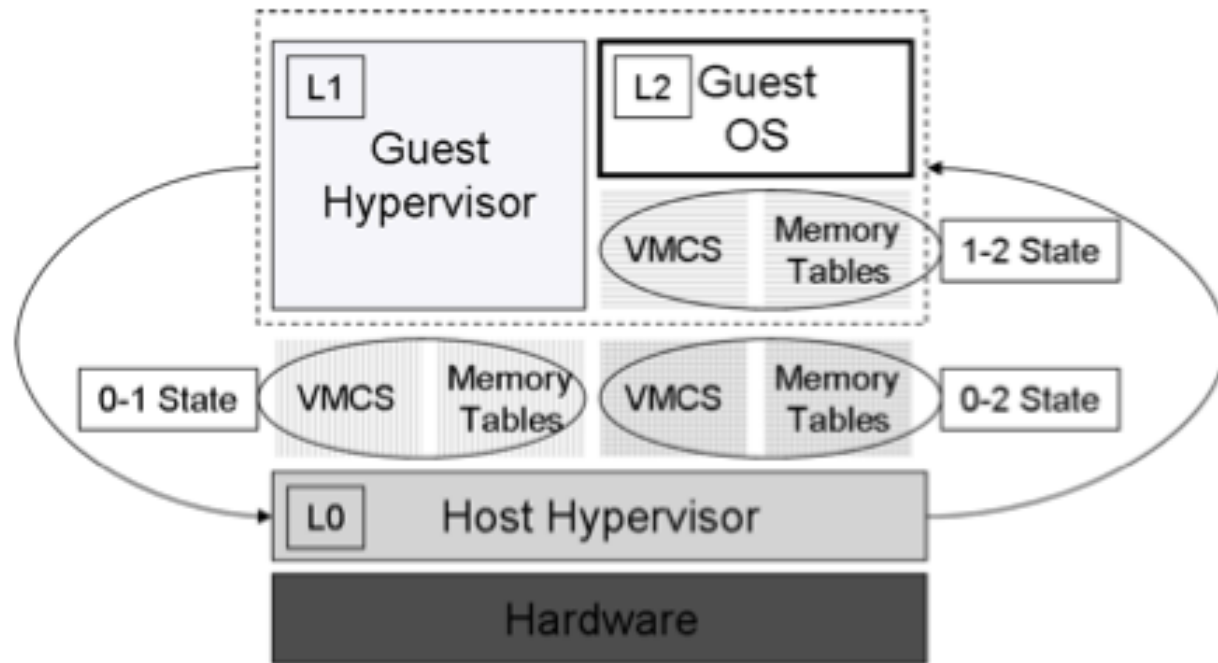 L1
Guest
Hypervisor
L2
Guest
OS
VMCS
Memory
Tables
1-2 State
0-1 State
VMCS
Memory
Tables
VMCS
Memory
Tables
0-2 State
L0
Host Hypervisor
Hardware